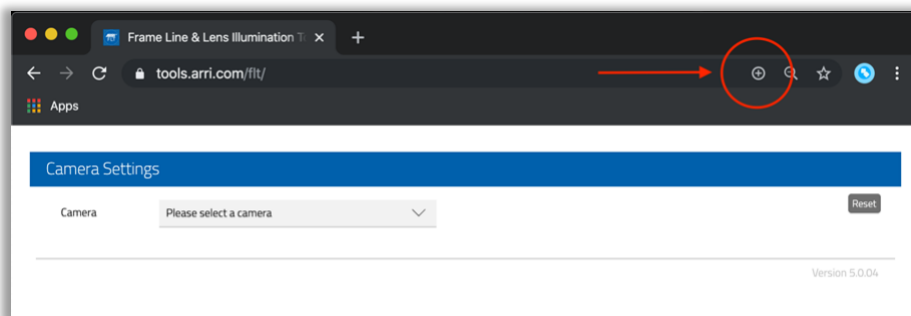 Frame Line & Lens Illumination T
tools.arri.com/flt/
Apps
Camera Settings
Camera
Please select a camera
Reset
Version 5.0.04